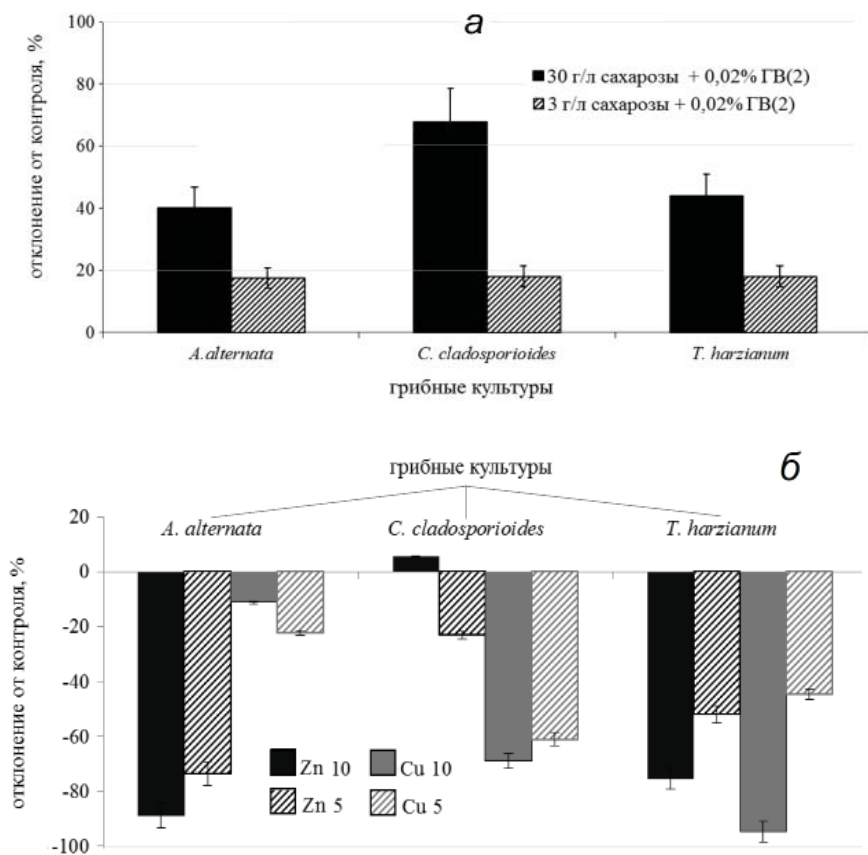 а
отклонение от контроля, %
100
80
60
40
20
0
30 г/л сахарозы + 0,02% ГВ(2)
3 г/л сахарозы + 0,02% ГВ(2)
A.alternata
C. cladosporioides
T. harzianum
грибные культуры
грибные культуры
б
A. alternata
C. cladosporioides
T. harzianum
отклонение от контроля, %
20
0
-20
-40
-60
-80
-100
Zn 10
Cu 10
Zn 5
Cu 5